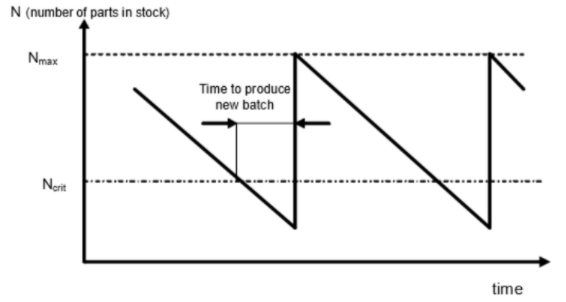 N (number of parts in stock)
Nmax
Time to produce
new batch
Ncrit
time